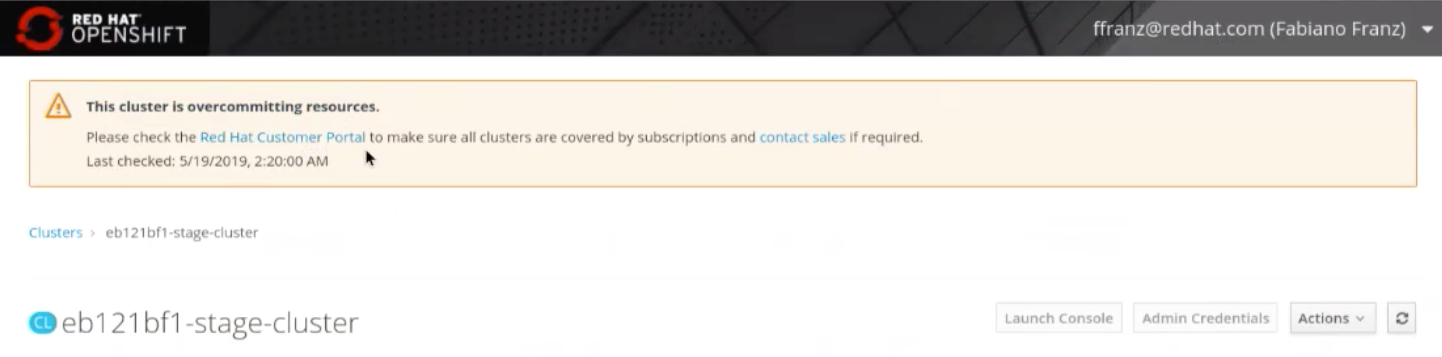 RED HAT
OPENSHIFT
ffranz@redhat.com (Fabiano Franz)
This cluster is overcommitting resources.
Please check the Red Hat Customer Portal to make sure all clusters are covered by subscriptions and contact sales if required.
Last checked: 5/19/2019, 2:20:00 AM
Clusters › eb121bf1-stage-cluster
CL eb121bf1-stage-cluster
Launch Console Admin Credentials Actions